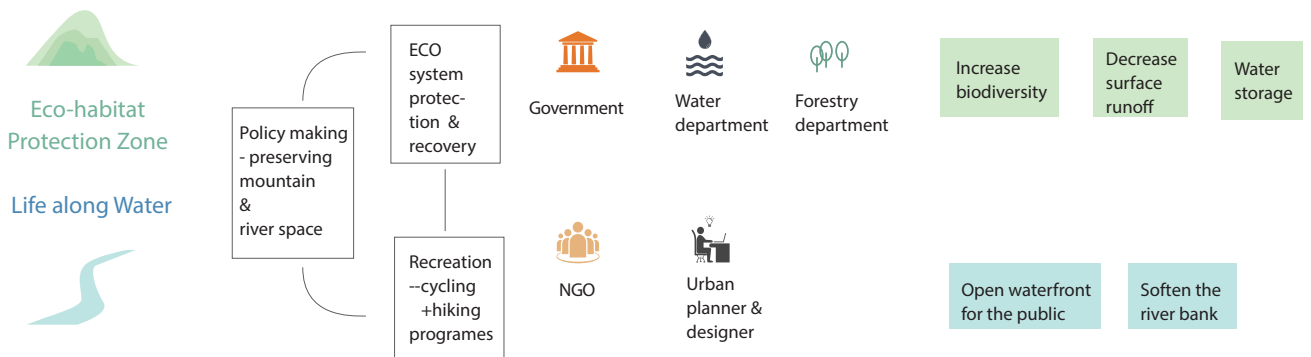 Eco-habitat
Protection Zone
Life along Water
Policy making
- preserving
mountain
&
river space
ECO
system
protec-
tion &
recovery
Recreation
--cycling
+hiking
programes
Government
Water
department
Forestry
department
NGO
Urban
planner &
designer
Increase
biodiversity
Decrease
surface
runoff
Water
storage
Open waterfront
for the public
Soften the
river bank